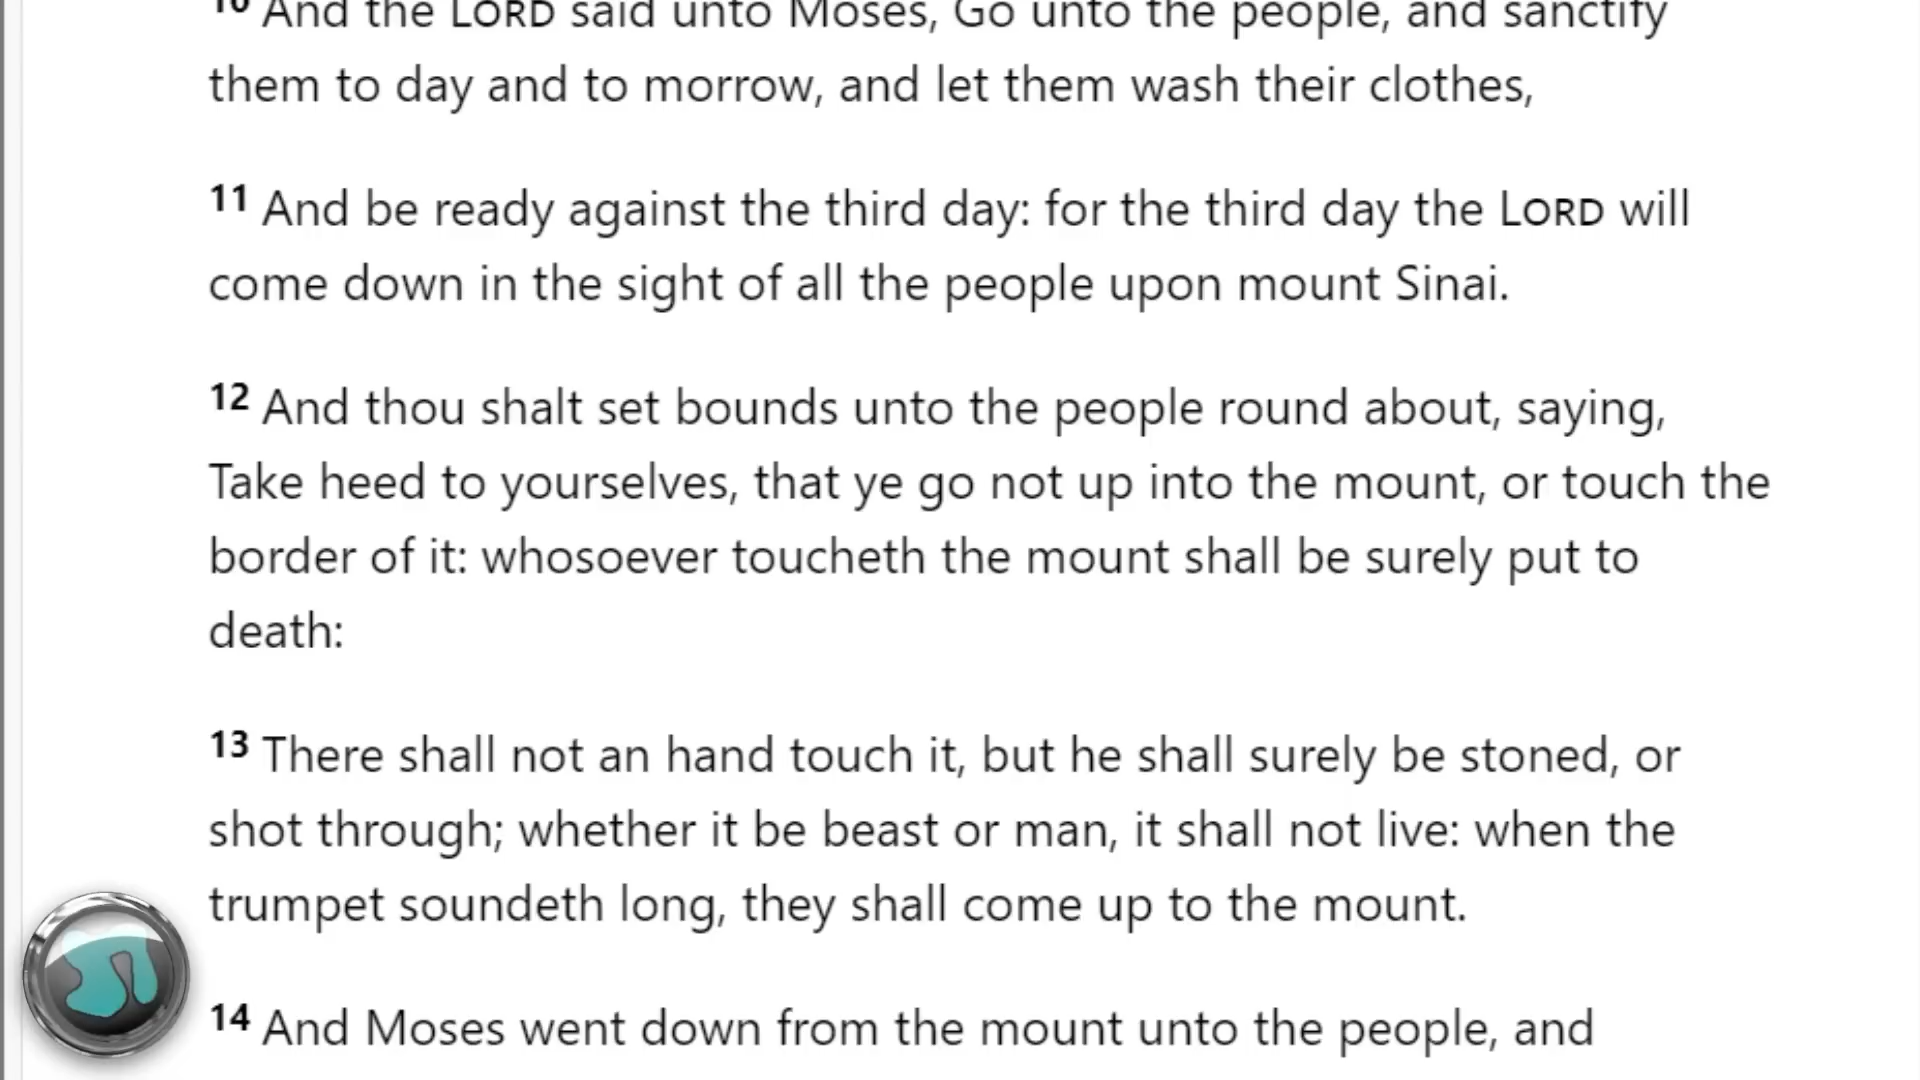 10 And the LORD said unto Moses, Go unto the people, and sanctify
them to day and to morrow, and let them wash their clothes,
11 And be ready against the third day: for the third day the LORD will
come down in the sight of all the people upon mount Sinai.
12 And thou shalt set bounds unto the people round about, saying,
Take heed to yourselves, that ye go not up into the mount, or touch the
border of it: whosoever toucheth the mount shall be surely put to
death:
13 There shall not an hand touch it, but he shall surely be stoned, or
shot through; whether it be beast or man, it shall not live: when the
trumpet soundeth long, they shall come up to the mount.
14 And Moses went down from the mount unto the people, and